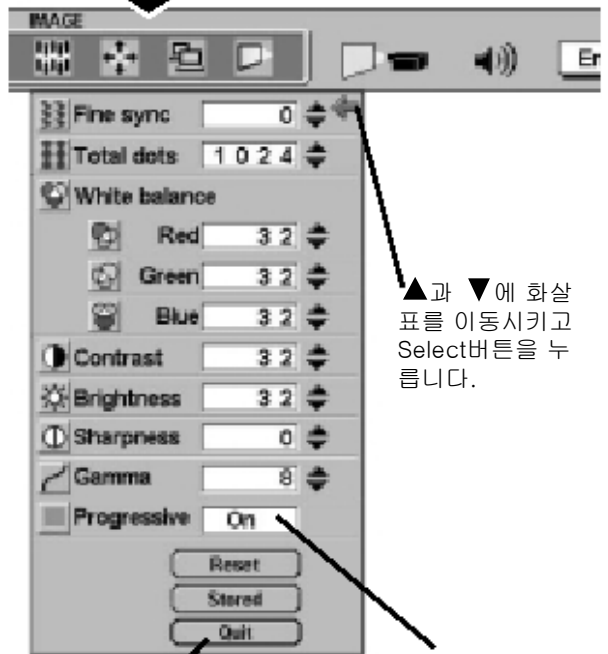 IMAGE
En
Fine sync 0
Total dots 1024
White balance
Red 32
Green 32
Blue 32
Contrast 32
Brightness 32
Sharpness 0
Gamma 8
Progressive On
Reset
Stored
Quit
▲과 ▼에 화살
표를 이동시키고
Select버튼을 누
릅니다.